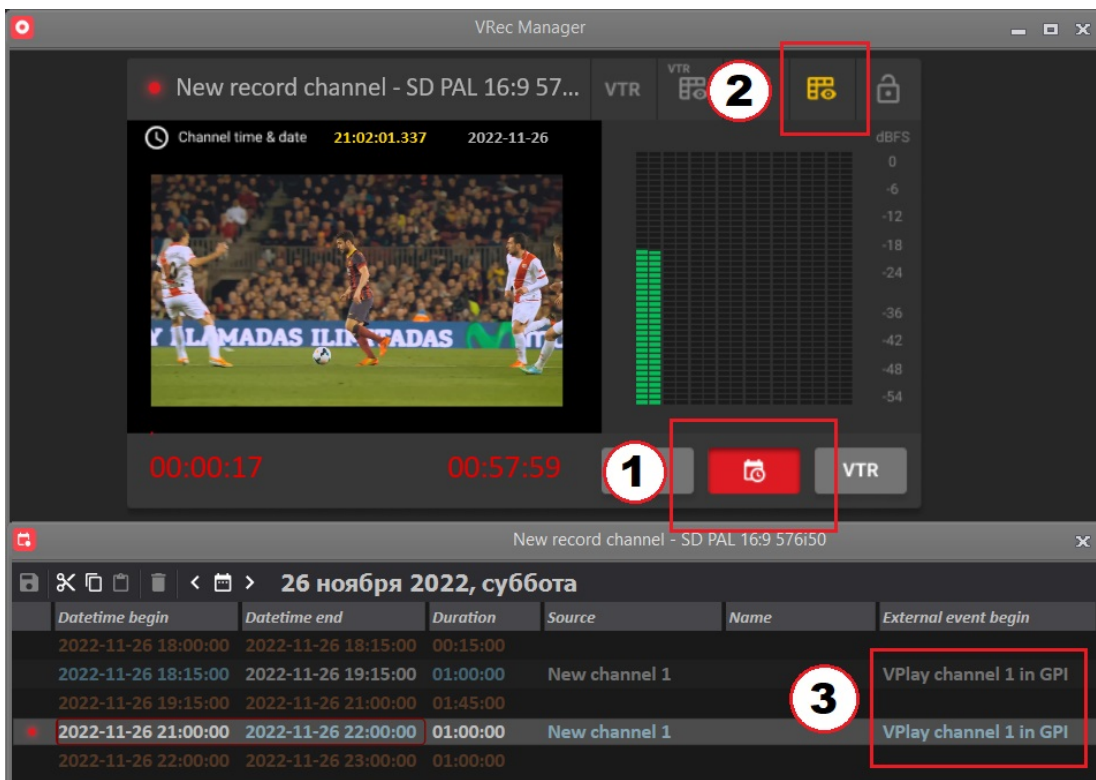 VRec Manager
New record channel - SD PAL 16:9 57...
VTR
VTR
2
Channel time & date 21:02:01.337 2022-11-26
dBFS
0
-6
-12
-18
-24
-36
-42
-48
-54
Y LLAMADAS ILIM TADAS
00:00:17 00:57:59
1
VTR
New record channel - SD PAL 16:9 576i50
26 ноября 2022, суббота
Datetime begin Datetime end Duration Source Name External event begin
2022-11-26 18:00:00 2022-11-26 18:15:00 00:15:00
2022-11-26 18:15:00 2022-11-26 19:15:00 01:00:00 New channel 1 VPlay channel 1 in GPI
2022-11-26 19:15:00 2022-11-26 21:00:00 01:45:00
3
2022-11-26 21:00:00 2022-11-26 22:00:00 01:00:00 New channel 1 VPlay channel 1 in GPI
2022-11-26 22:00:00 2022-11-26 23:00:00 01:00:00